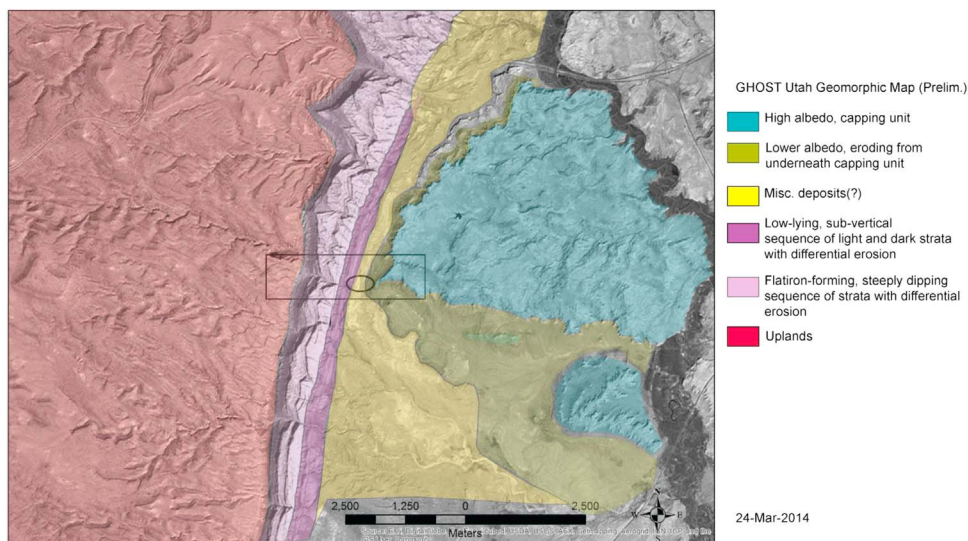 GHOST Utah Geomorphic Map (Prelim.)
High albedo, capping unit
Lower albedo, eroding from
underneath capping unit
Misc. deposits(?)
Low-lying, sub-vertical
sequence of light and dark strata
with differential erosion
Flatiron-forming, steeply dipping
sequence of strata with differential
erosion
Uplands
2,500 1,250 0 2,500
Meters
N
W E
S
24-Mar-2014